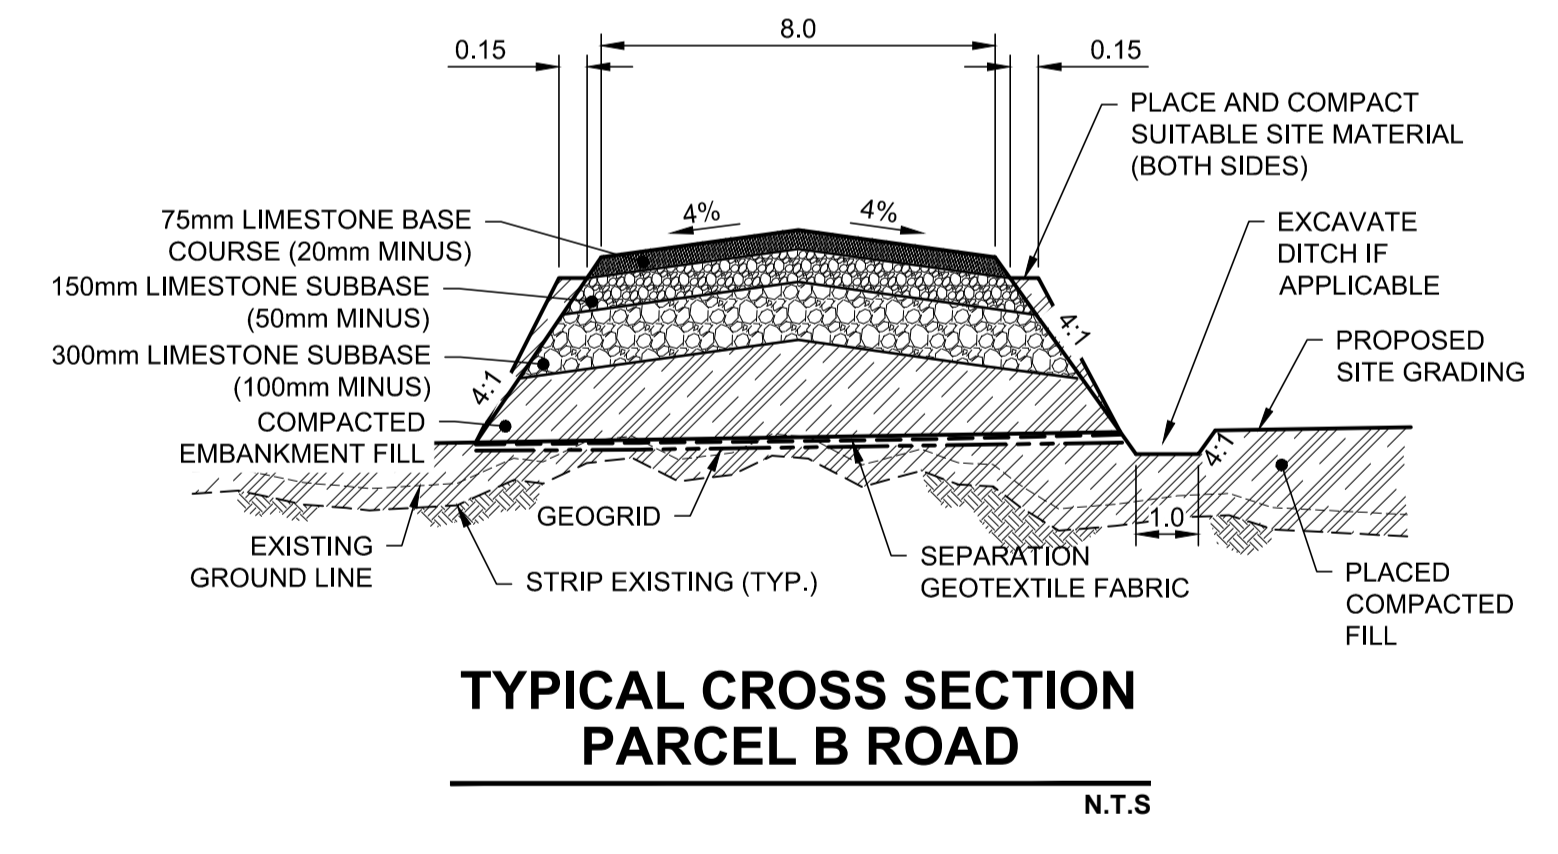 8.0
0.15
0.15
PLACE AND COMPACT
SUITABLE SITE MATERIAL
(BOTH SIDES)
4%
4%
75mm LIMESTONE BASE
COURSE (20mm MINUS)
150mm LIMESTONE SUBBASE
(50mm MINUS)
300mm LIMESTONE SUBBASE
(100mm MINUS)
COMPACTED
EMBANKMENT FILL
4:1
4:1
EXCAVATE
DITCH IF
APPLICABLE
PROPOSED
SITE GRADING
4:1
1.0
GEOGRID
EXISTING
GROUND LINE
STRIP EXISTING (TYP.)
SEPARATION
GEOTEXTILE FABRIC
PLACED
COMPACTED
FILL
TYPICAL CROSS SECTION
PARCEL B ROAD
N.T.S